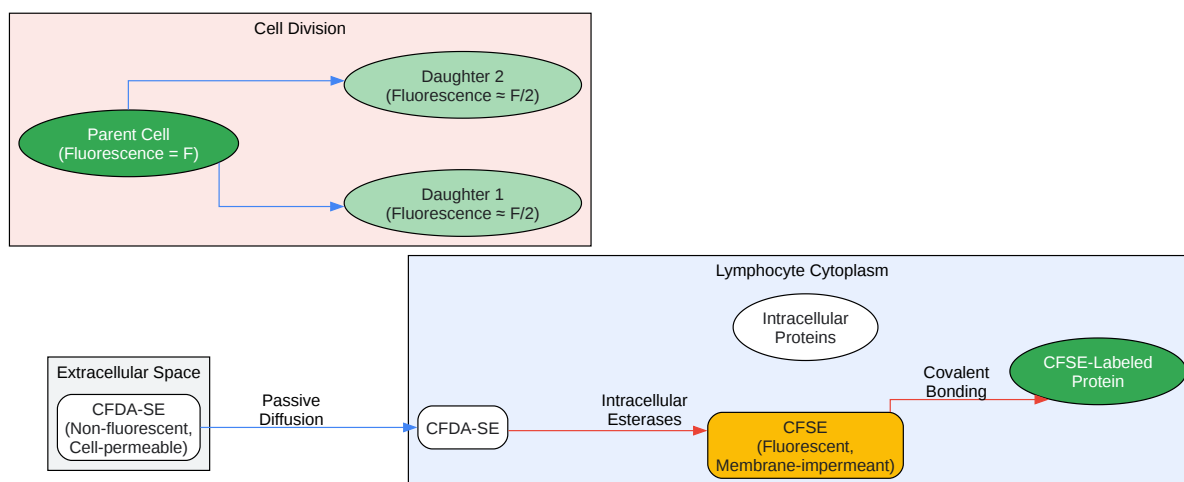 Cell Division
Daughter 2
(Fluorescence ≈ F/2)
Parent Cell
(Fluorescence = F)
Daughter 1
(Fluorescence ≈ F/2)
Lymphocyte Cytoplasm
Intracellular
Proteins
Extracellular Space
CFDA-SE
(Non-fluorescent,
Cell-permeable)
Passive
Diffusion
CFDA-SE
Intracellular
Esterases
CFSE
(Fluorescent,
Membrane-impermeant)
Covalent
Bonding
CFSE-Labeled
Protein